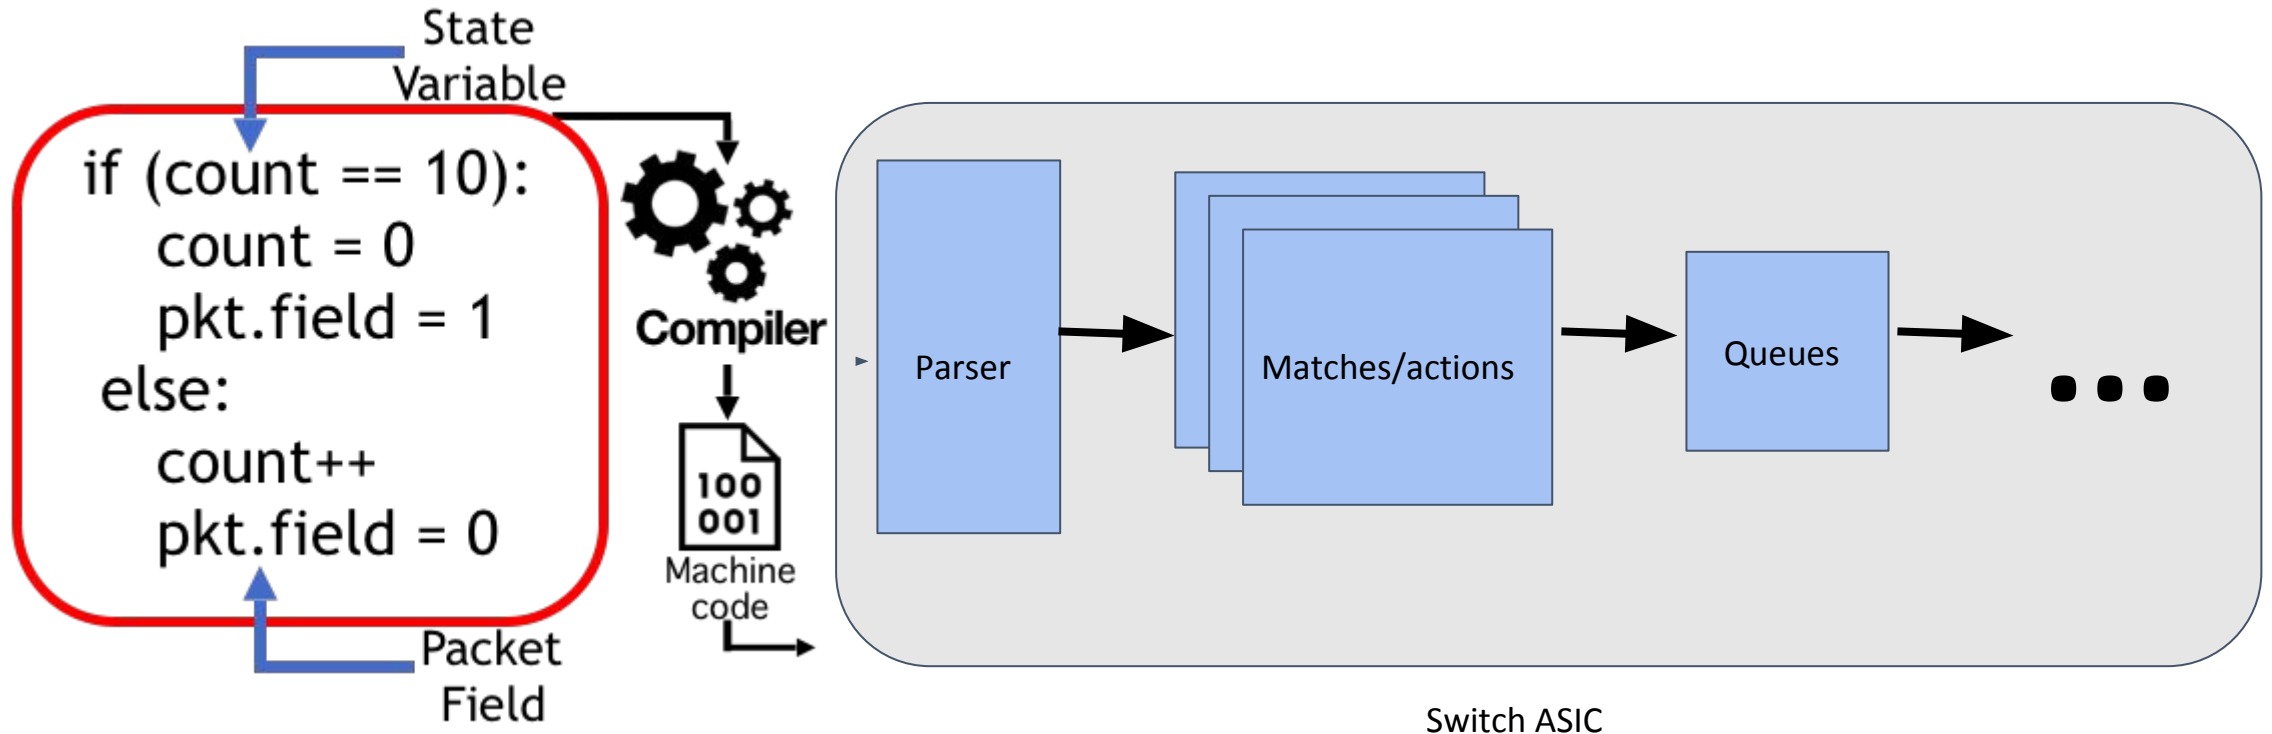 State
Variable
if (count == 10):
count = 0
pkt.field = 1
else:
count++
pkt.field = 0
Packet
Field
Compiler
100
001
Machine
code
Parser
Matches/actions
Queues
...
Switch ASIC